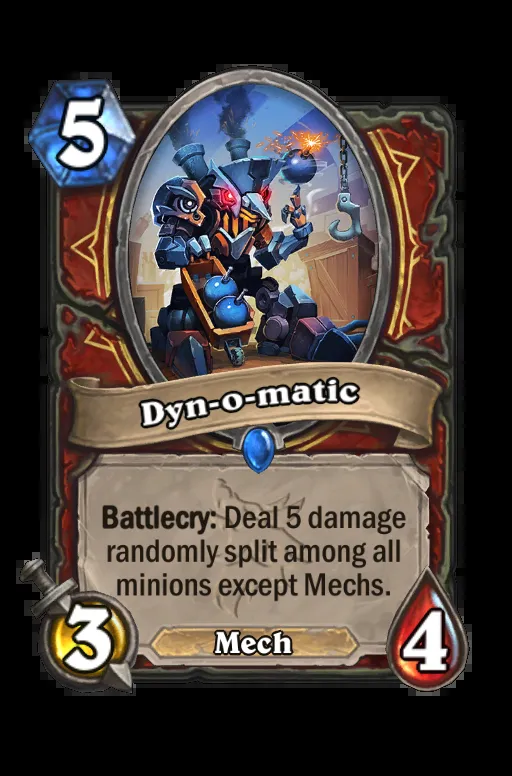 5
Dyn-o-matic
Battlecry: Deal 5 damage
randomly split among all
minions except Mechs.
3
Mech
4